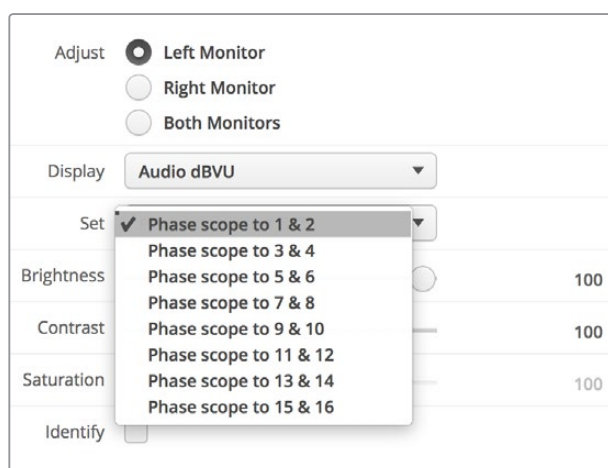 Adjust Left Monitor
Right Monitor
Both Monitors
Display Audio dBVU
Set Phase scope to 1 & 2
Phase scope to 3 & 4
Brightness Phase scope to 5 & 6 100
Phase scope to 7 & 8
Contrast Phase scope to 9 & 10 100
Phase scope to 11 & 12
Saturation Phase scope to 13 & 14 100
Phase scope to 15 & 16
Identify